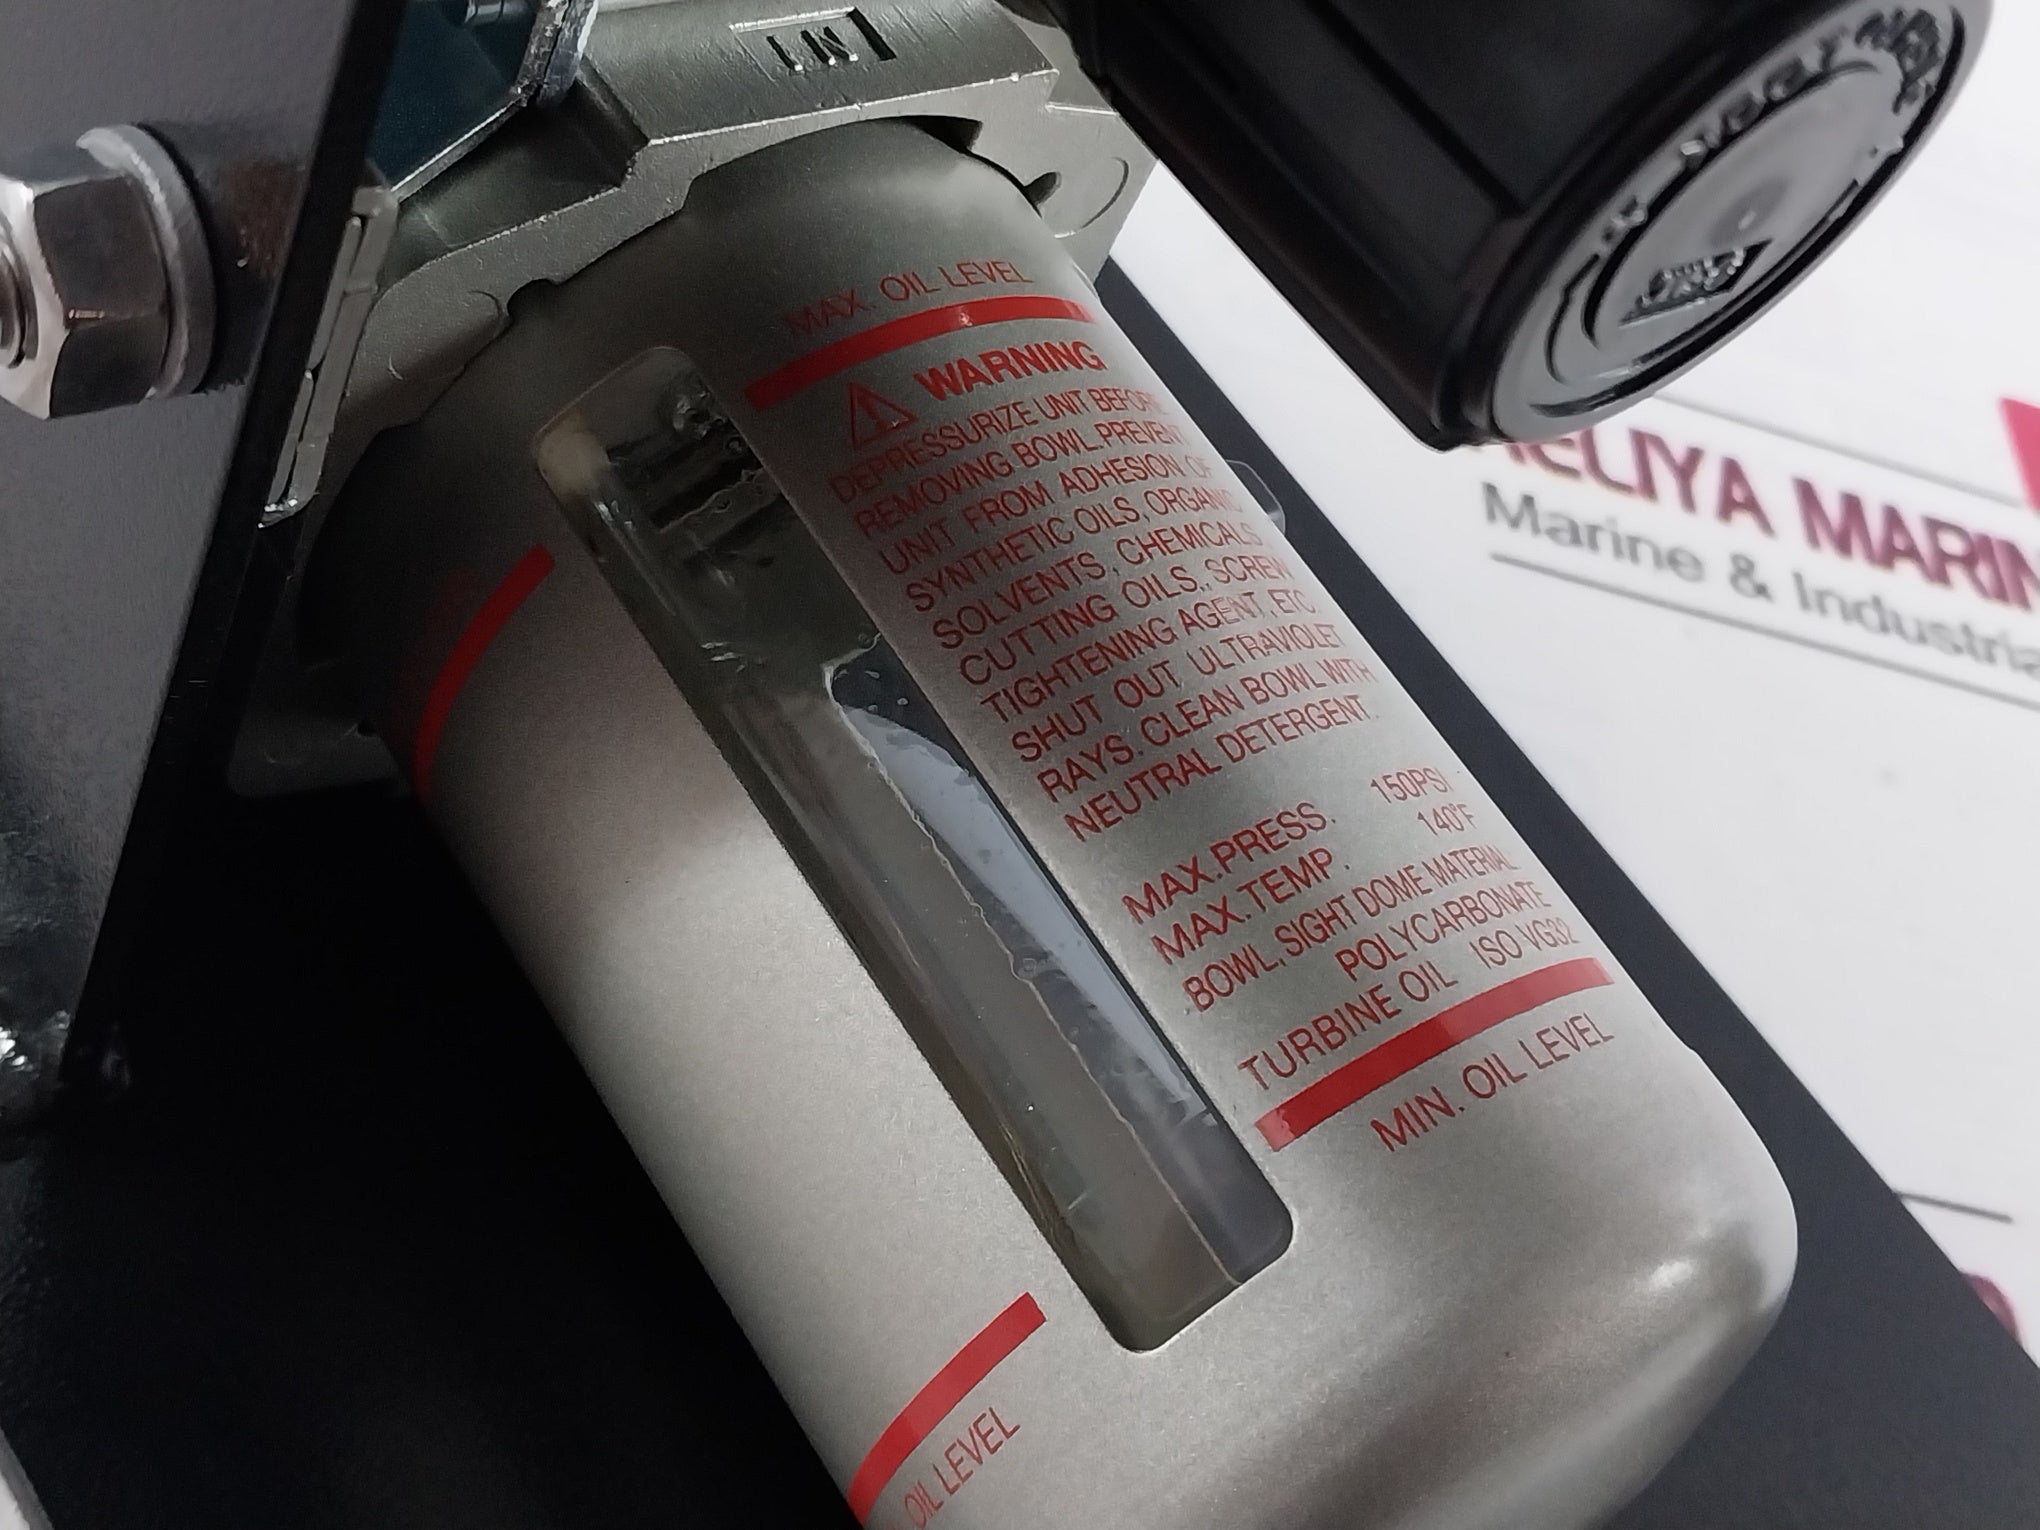 IN
MAX. OIL LEVEL
WARNING
DEPRESSURIZE UNIT BEFORE
REMOVING BOWL.PREVENT
UNIT FROM ADHESION OF
SYNTHETIC OILS, ORGANIC
SOLVENTS, CHEMICALS
CUTTING OILS,, SCREW
TIGHTENING AGENT, ETC.
SHUT OUT ULTRAVIOLET
RAYS. CLEAN BOWL WITH
NEUTRAL DETERGENT.
MAX.PRESS. 150PSI
MAX.TEMP. 140°F
BOWL, SIGHT DOME MATERIAL
POLYCARBONATE
TURBINE OIL ISO VG32
MIN. OIL LEVEL
OIL LEVEL
ELIYA MARIN
Marine & Industria